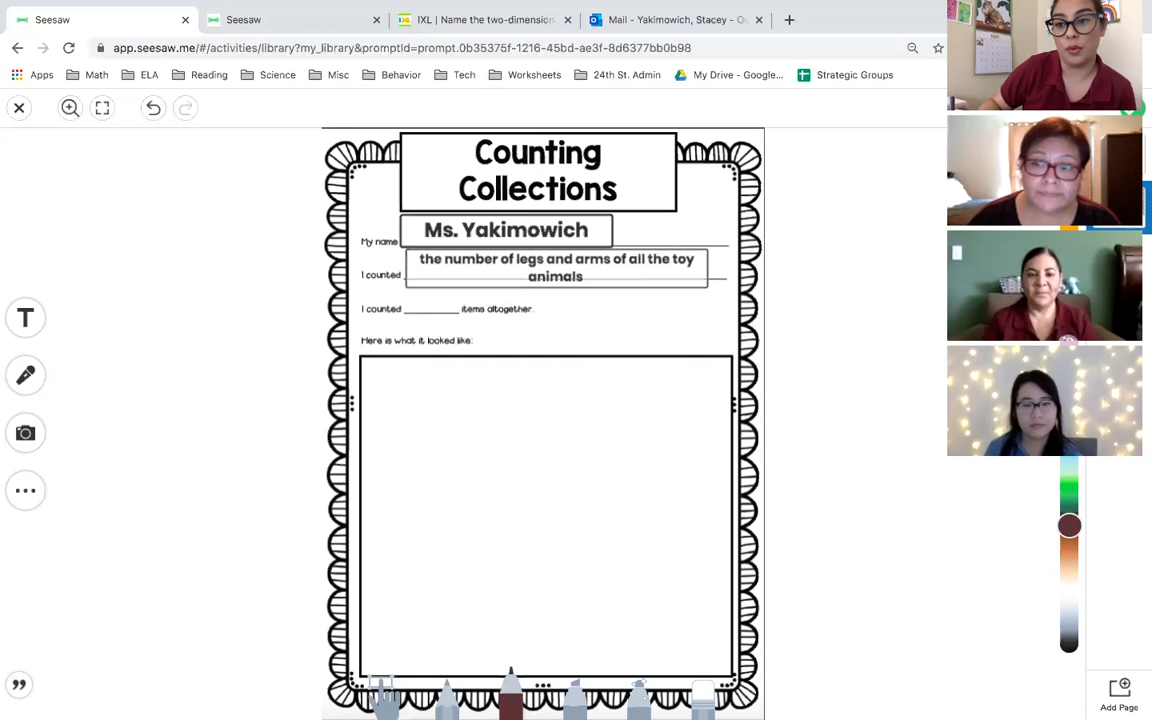 Seesaw
Seesaw
IXL | Name the two-dimension
Mail - Yakimowich, Stacey - Ou
app.seesaw.me/#/activities/library?my_library&promptId=prompt.0b35375f-1216-45bd-ae3f-8d6377bb0b98
Apps Math ELA Reading Science Misc Behavior Tech Worksheets 24th St. Admin My Drive - Google... Strategic Groups
Counting
Collections
My name Ms. Yakimowich
I counted the number of legs and arms of all the toy
animals
I counted ________ items altogether.
Here is what it looked like:
T
Add Page